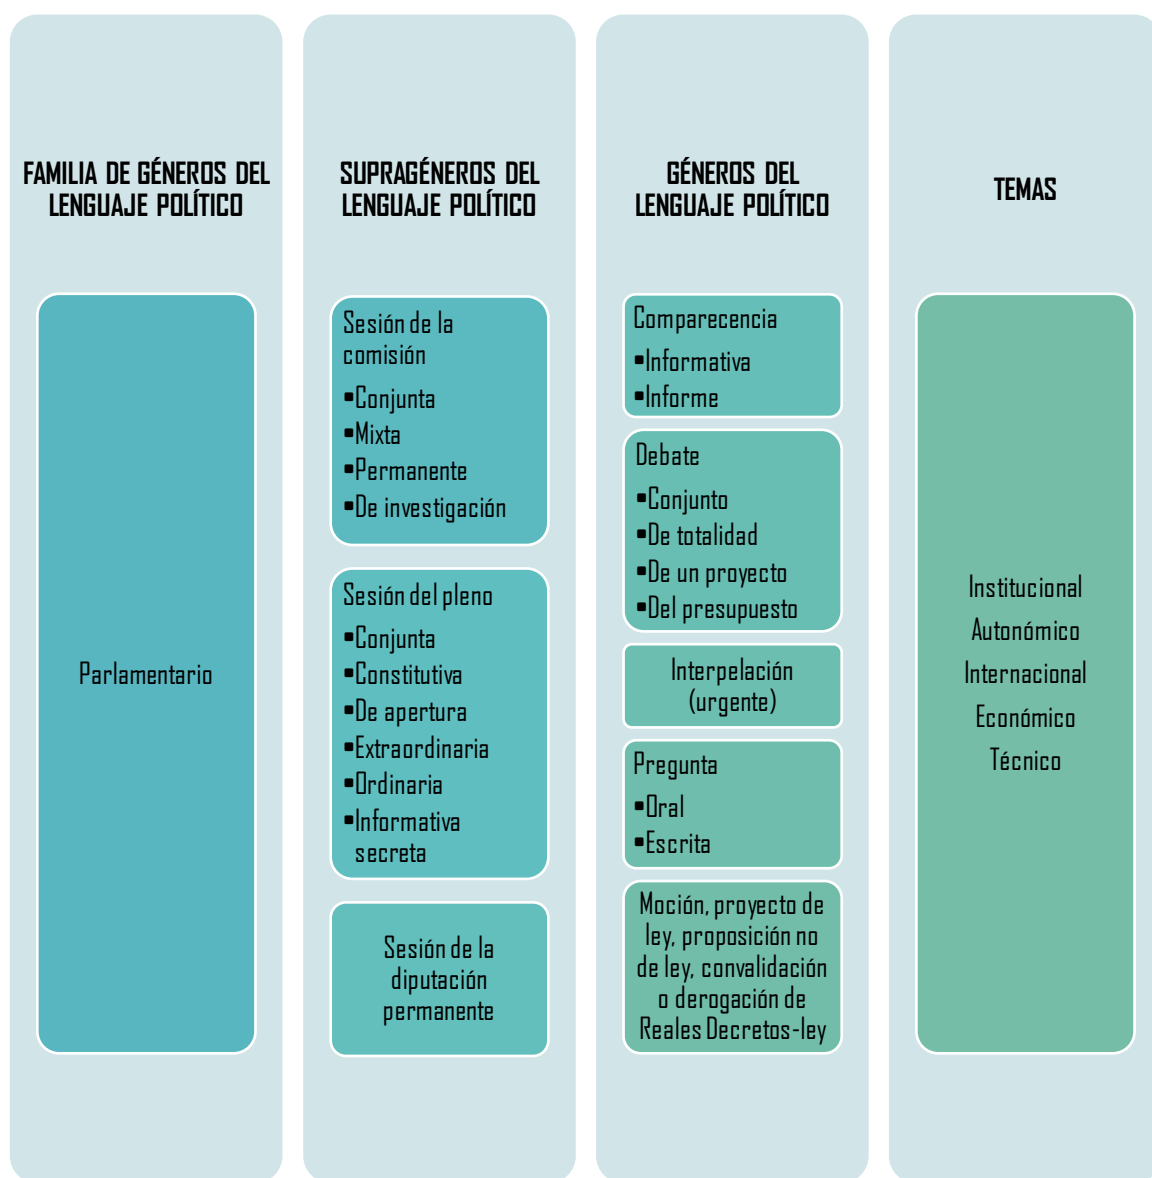 FAMILIA DE GÉNEROS DEL
LENGUAJE POLÍTICO
Parlamentario
SUPRAGÉNEROS DEL
LENGUAJE POLÍTICO
Sesión de la
comisión
▪Conjunta
▪Mixta
▪Permanente
▪De investigación
Sesión del pleno
▪Conjunta
▪Constitutiva
▪De apertura
▪Extraordinaria
▪Ordinaria
▪Informativa
secreta
Sesión de la
diputación
permanente
GÉNEROS DEL
LENGUAJE POLÍTICO
Comparecencia
▪Informativa
▪Informe
Debate
▪Conjunto
▪De totalidad
▪De un proyecto
▪Del presupuesto
Interpelación
(urgente)
Pregunta
▪Oral
▪Escrita
Moción, proyecto de
ley, proposición no
de ley, convalidación
o derogación de
Reales Decretos-ley
TEMAS
Institucional
Autonómico
Internacional
Económico
Técnico